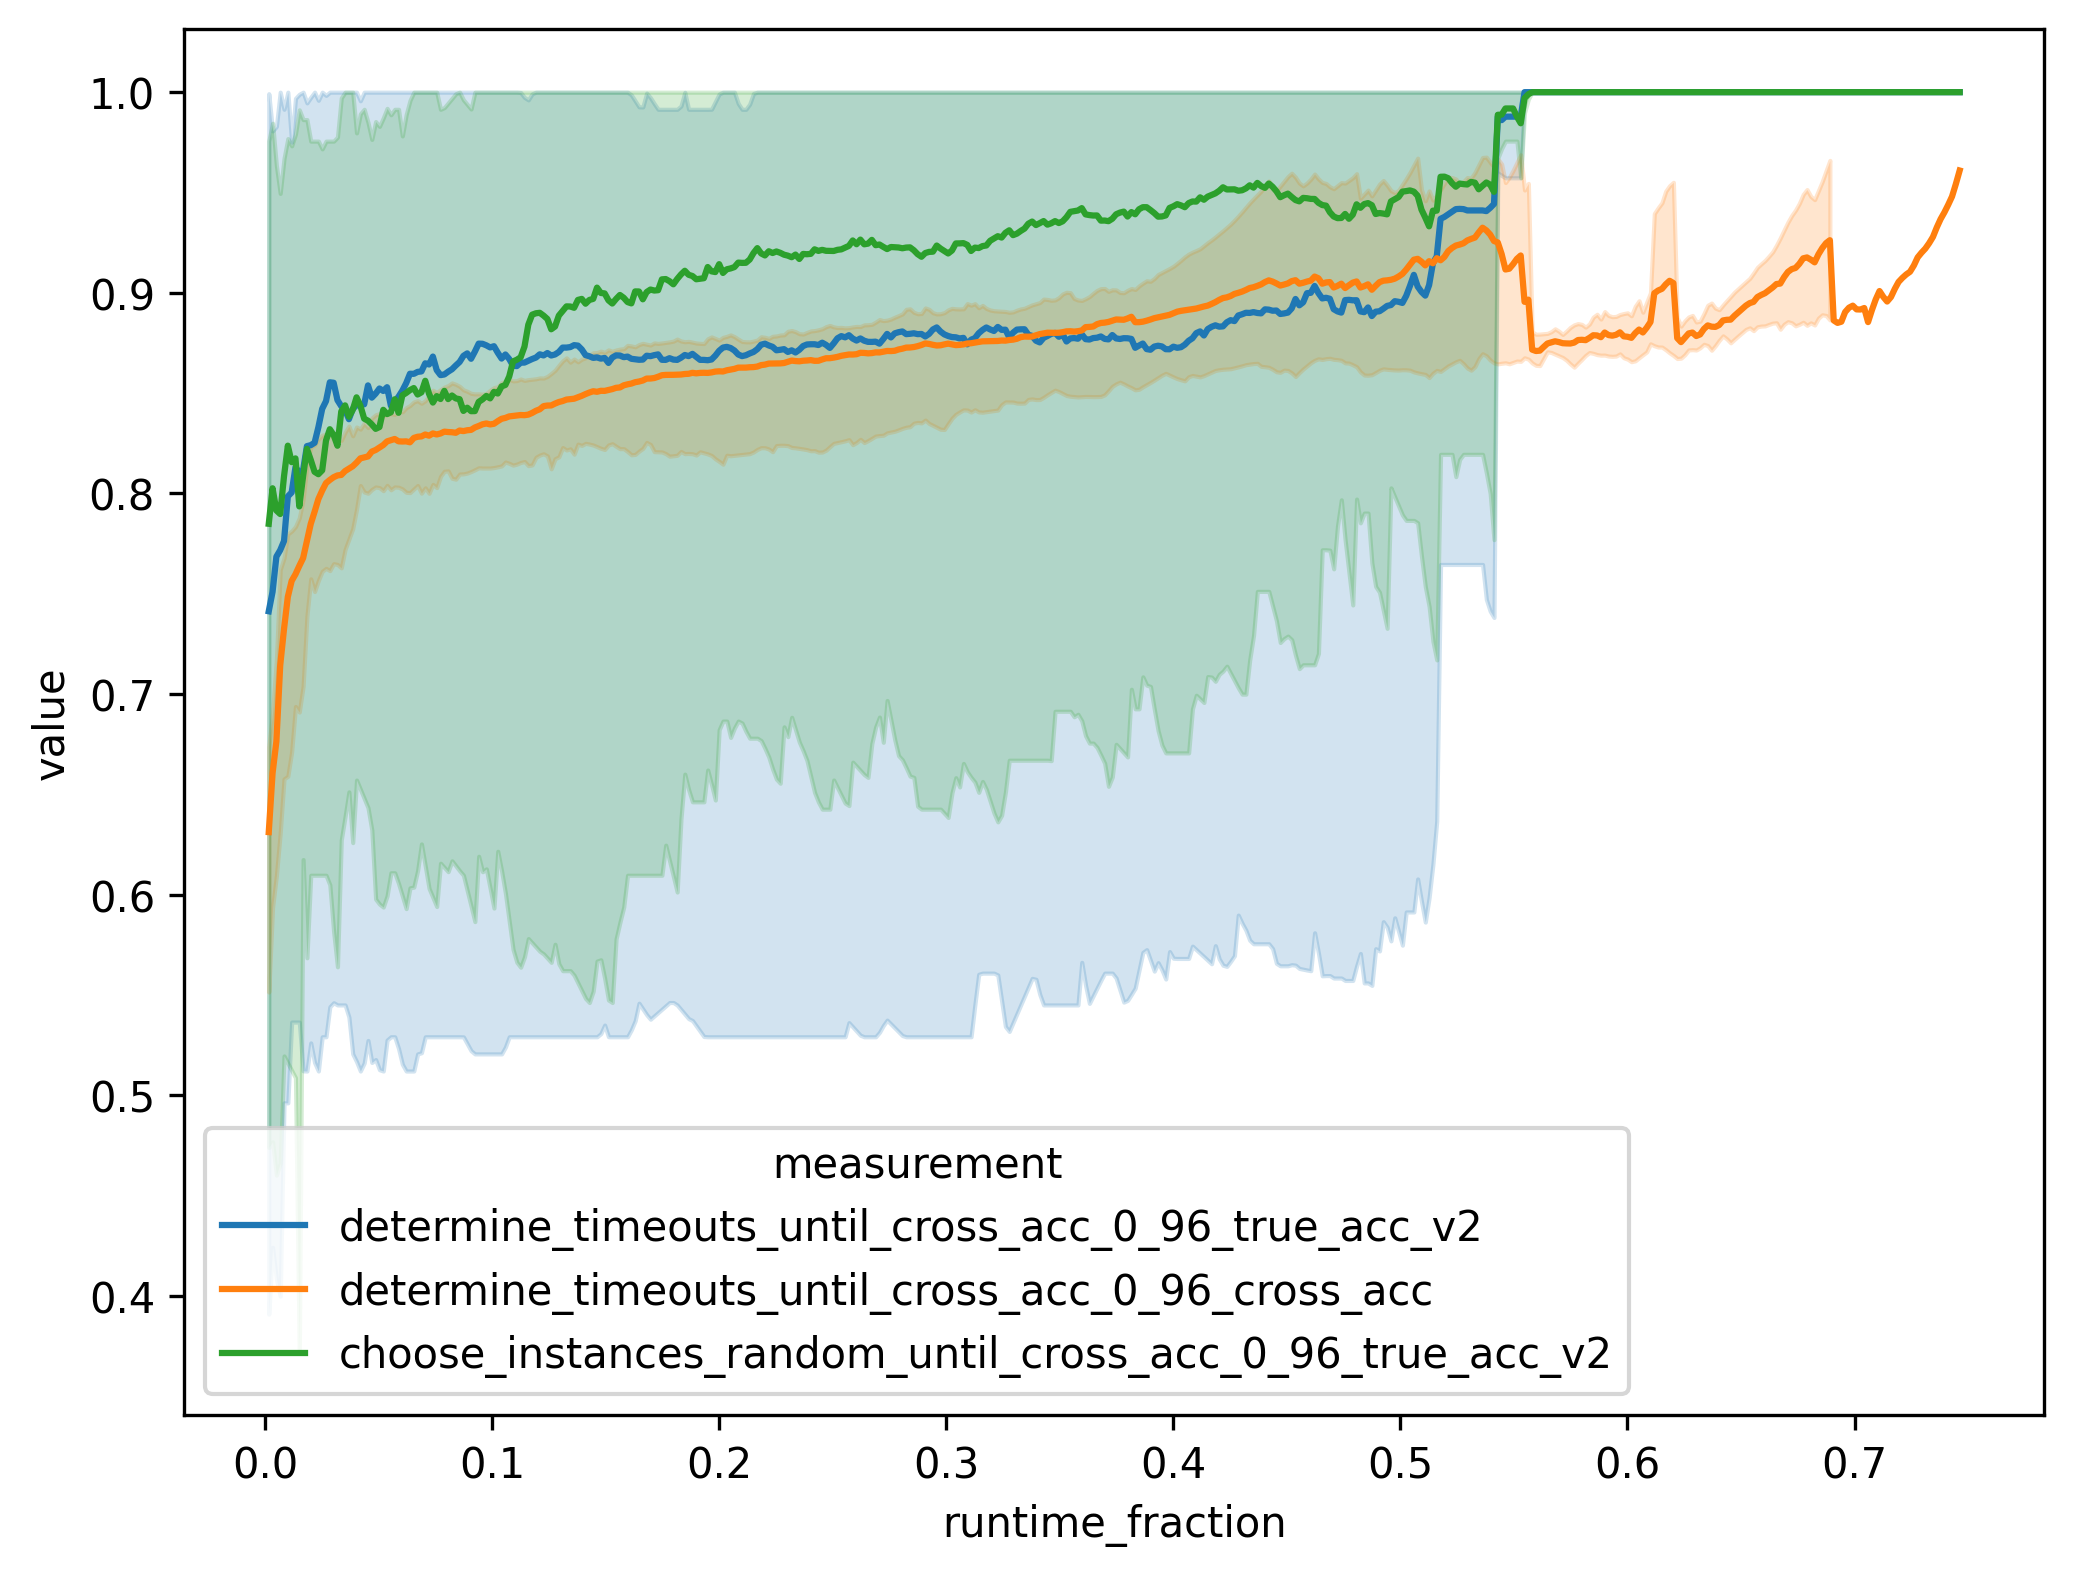 1.0
0.9
0.8
0.7
0.6
0.5
0.4
value
measurement
determine_timeouts_until_cross_acc_0_96_true_acc_v2
determine_timeouts_until_cross_acc_0_96_cross_acc
choose_instances_random_until_cross_acc_0_96_true_acc_v2
0.0 0.1 0.2 0.3 0.4 0.5 0.6 0.7
runtime_fraction